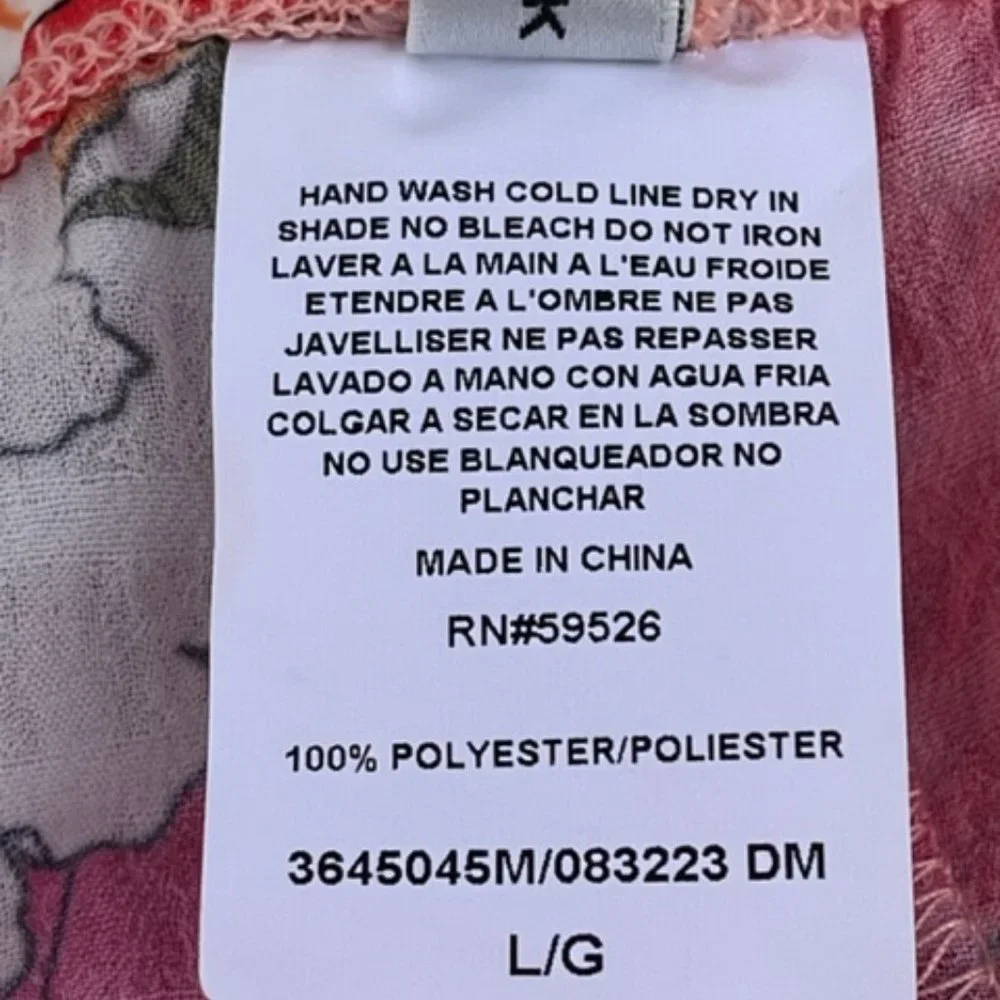 K
HAND WASH COLD LINE DRY IN
SHADE NO BLEACH DO NOT IRON
LAVER A LA MAIN A L'EAU FROIDE
ETENDRE A L'OMBRE NE PAS
JAVELLISER NE PAS REPASSER
LAVADO A MANO CON AGUA FRIA
COLGAR A SECAR EN LA SOMBRA
NO USE BLANQUEADOR NO
PLANCHAR
MADE IN CHINA
RN#59526
100% POLYESTER/POLIESTER
3645045M/083223 DM
L/G